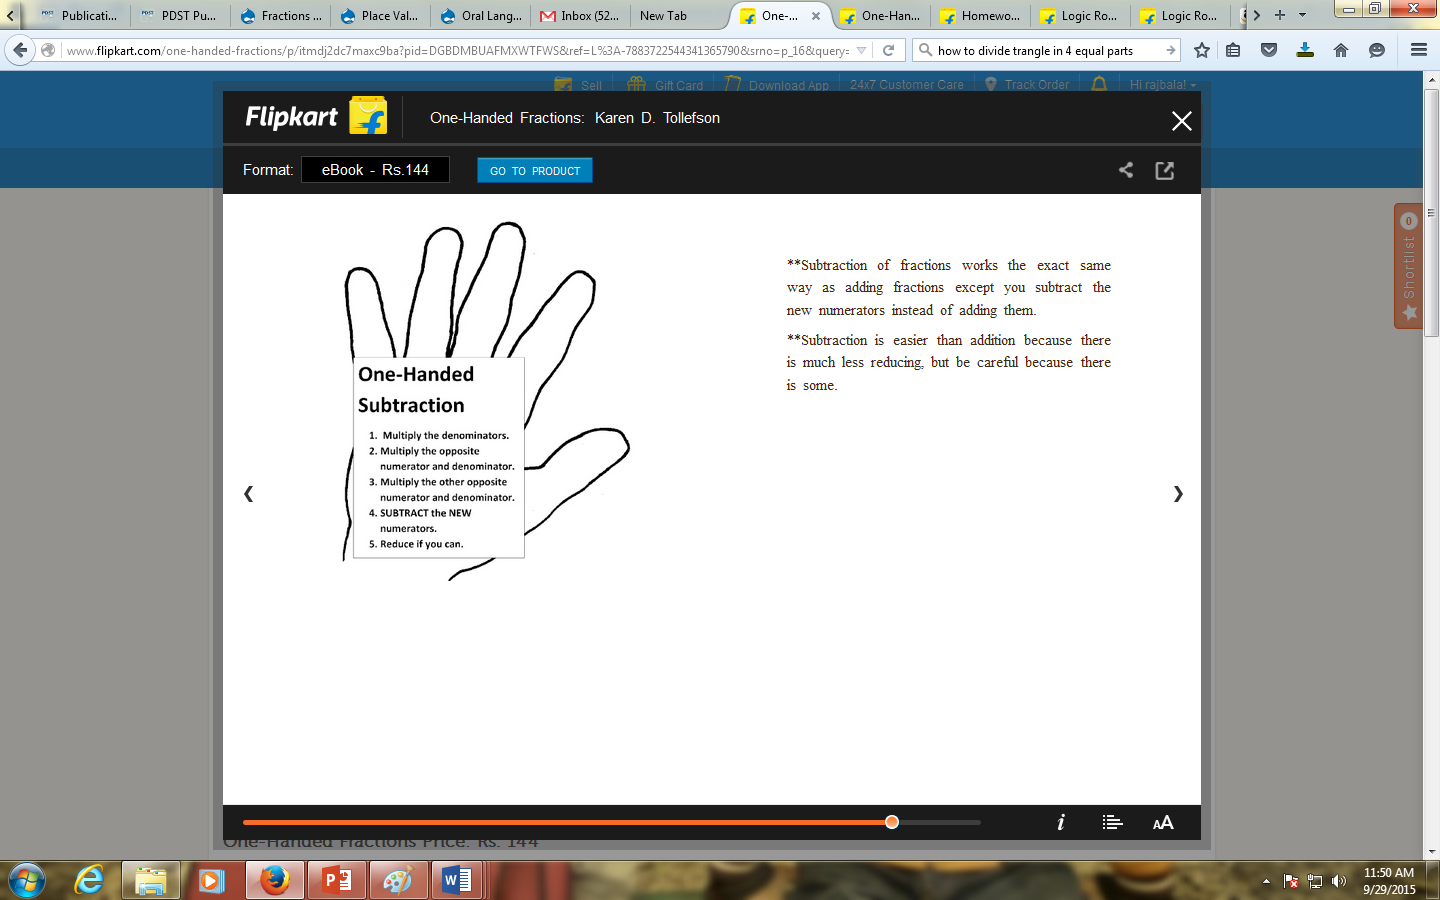 Publicati...
PDST Pu...
Fractions ...
Place Val...
Oral Lang...
Inbox (52...
New Tab
One-...
One-Han...
Homewo...
Logic Ro...
Logic Ro...
www.flipkart.com/one-handed-fractions/p/itmdj2dc7maxc9ba?pid=DGBDMBUAFMXWTFWS&ref=L%3A-7883722544341365790&srno=p_16&query=
how to divide trangle in 4 equal parts
Sell
Gift Card
Download App
24x7 Customer Care
Track Order
Hi rajbala!
Flipkart
One-Handed Fractions: Karen D. Tollefson
Format:
eBook - Rs.144
GO TO PRODUCT
One-Handed
Subtraction
1. Multiply the denominators.
2. Multiply the opposite
numerator and denominator.
3. Multiply the other opposite
numerator and denominator.
4. SUBTRACT the NEW
numerators.
5. Reduce if you can.
**Subtraction of fractions works the exact same
way as adding fractions except you subtract the
new numerators instead of adding them.
**Subtraction is easier than addition because there
is much less reducing, but be careful because there
is some.
0
Shortlist
i
AA
One-Handed Fractions Price: Rs. 144
11:50 AM
9/29/2015